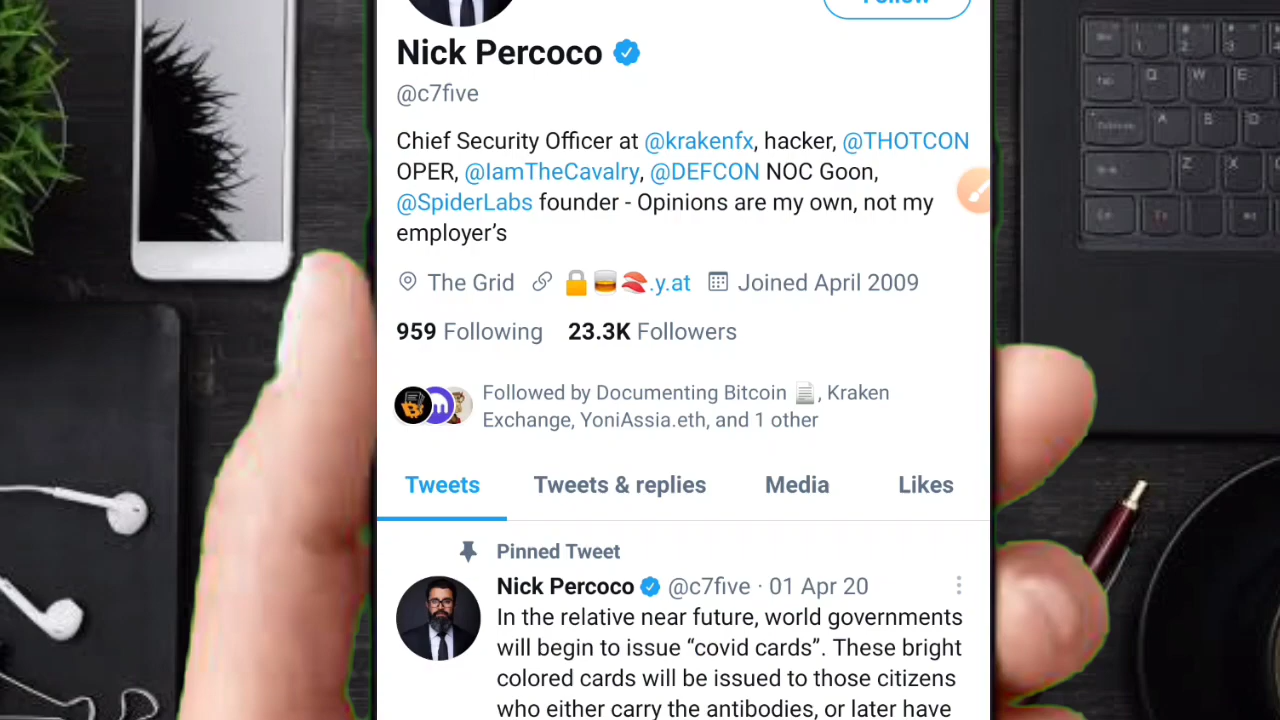 Follow
Nick Percoco
@c7five
Chief Security Officer at @krakenfx, hacker, @THOTCON
OPER, @IamTheCavalry, @DEFCON NOC Goon,
@SpiderLabs founder - Opinions are my own, not my
employer’s
The Grid 🔒🥃🍣.y.at Joined April 2009
959 Following 23.3K Followers
Followed by Documenting Bitcoin 📄, Kraken
Exchange, YoniAssia.eth, and 1 other
Tweets Tweets & replies Media Likes
Pinned Tweet
Nick Percoco @c7five · 01 Apr 20
In the relative near future, world governments
will begin to issue “covid cards”. These bright
colored cards will be issued to those citizens
who either carry the antibodies, or later have
Q W E
A S D
Z X